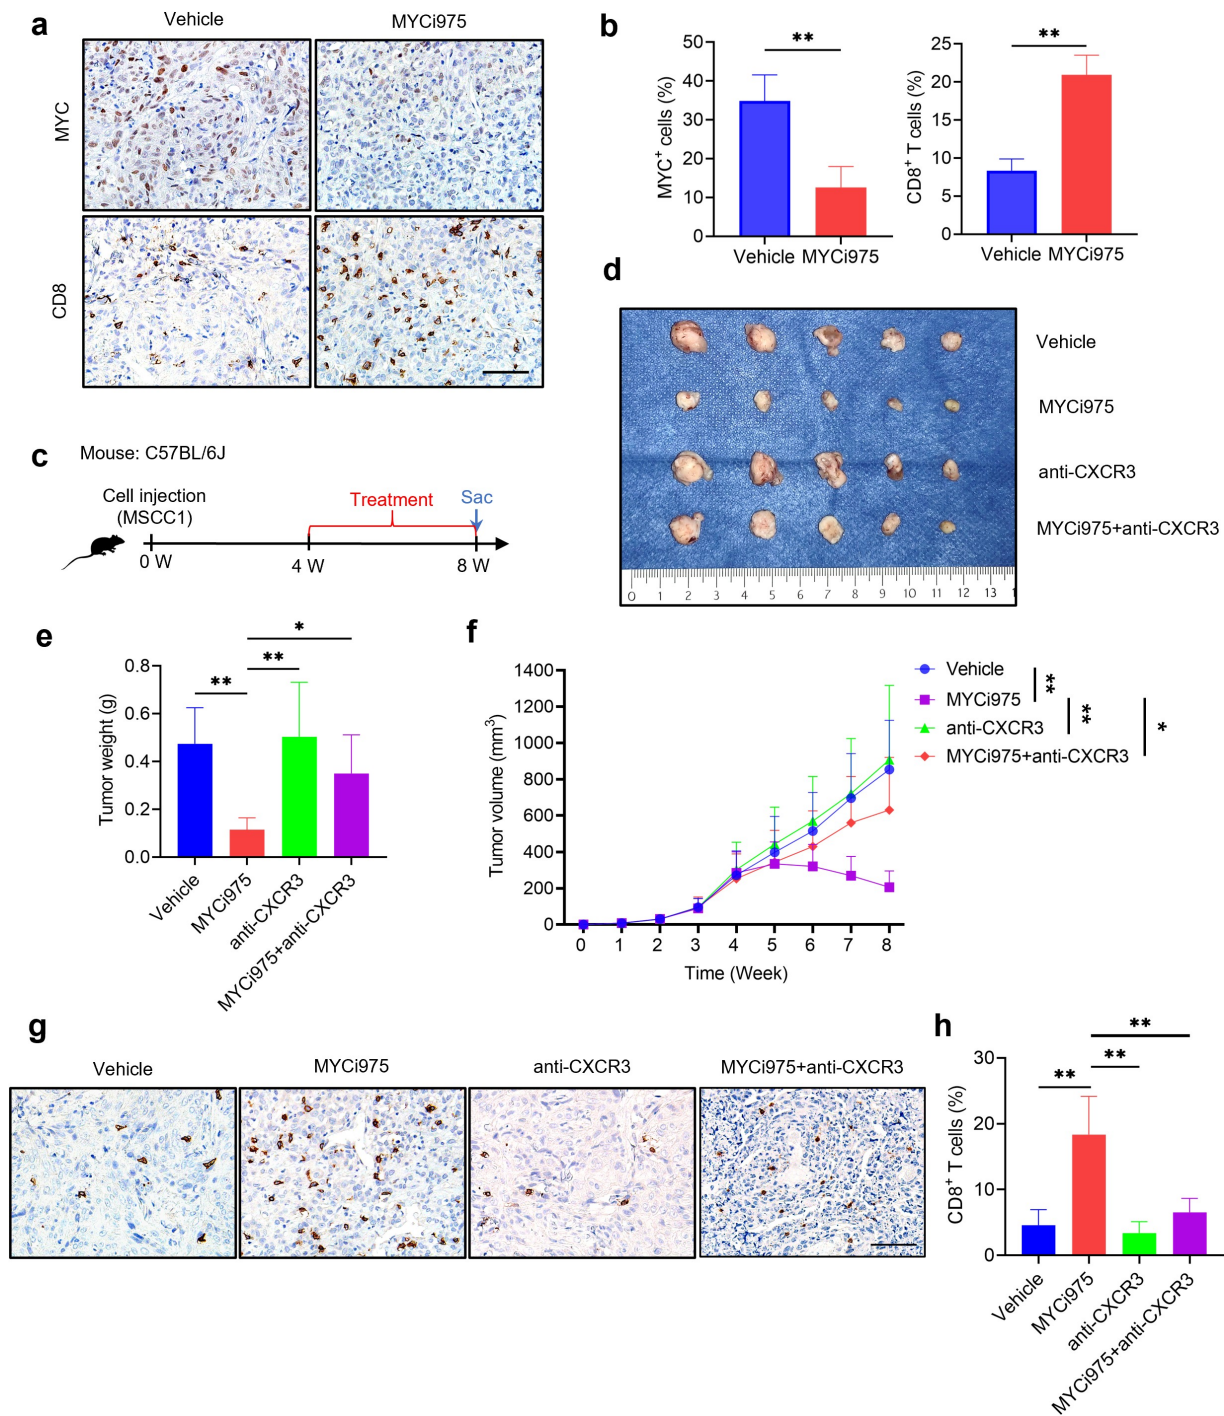 a
Vehicle
MYCi975
MYC
CD8
b
MYC⁺ cells (%)
50
40
30
20
10
0
**
Vehicle MYCi975
CD8⁺ T cells (%)
25
20
15
10
5
0
**
Vehicle MYCi975
c
Mouse: C57BL/6J
Cell injection
(MSCC1)
Treatment
Sac
0 W
4 W
8 W
d
Vehicle
MYCi975
anti-CXCR3
MYCi975+anti-CXCR3
0 1 2 3 4 5 6 7 8 9 10 11 12 13
e
Tumor weight (g)
0.8
0.6
0.4
0.2
0.0
*
**
**
Vehicle
MYCi975
anti-CXCR3
MYCi975+anti-CXCR3
f
Tumor volume (mm³)
1400
1200
1000
800
600
400
200
0
0 1 2 3 4 5 6 7 8
Time (Week)
Vehicle
MYCi975
anti-CXCR3
MYCi975+anti-CXCR3
**
**
*
g
Vehicle
MYCi975
anti-CXCR3
MYCi975+anti-CXCR3
h
CD8⁺ T cells (%)
30
20
10
0
**
**
**
Vehicle
MYCi975
anti-CXCR3
MYCi975+anti-CXCR3